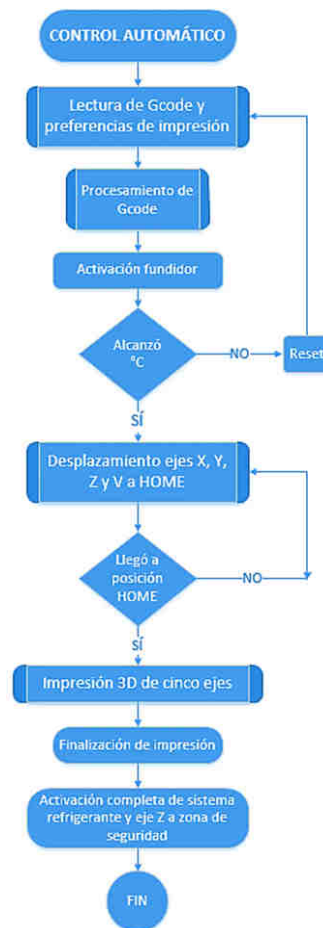 CONTROL AUTOMÁTICO
Lectura de Gcode y
preferencias de impresión
Procesamiento de
Gcode
Activación fundidor
Alcanzó
°C
NO
Reset
SÍ
Desplazamiento ejes X, Y,
Z y V a HOME
Llegó a
posición
HOME
NO
SÍ
Impresión 3D de cinco ejes
Finalización de impresión
Activación completa de sistema
refrigerante y eje Z a zona de
seguridad
FIN